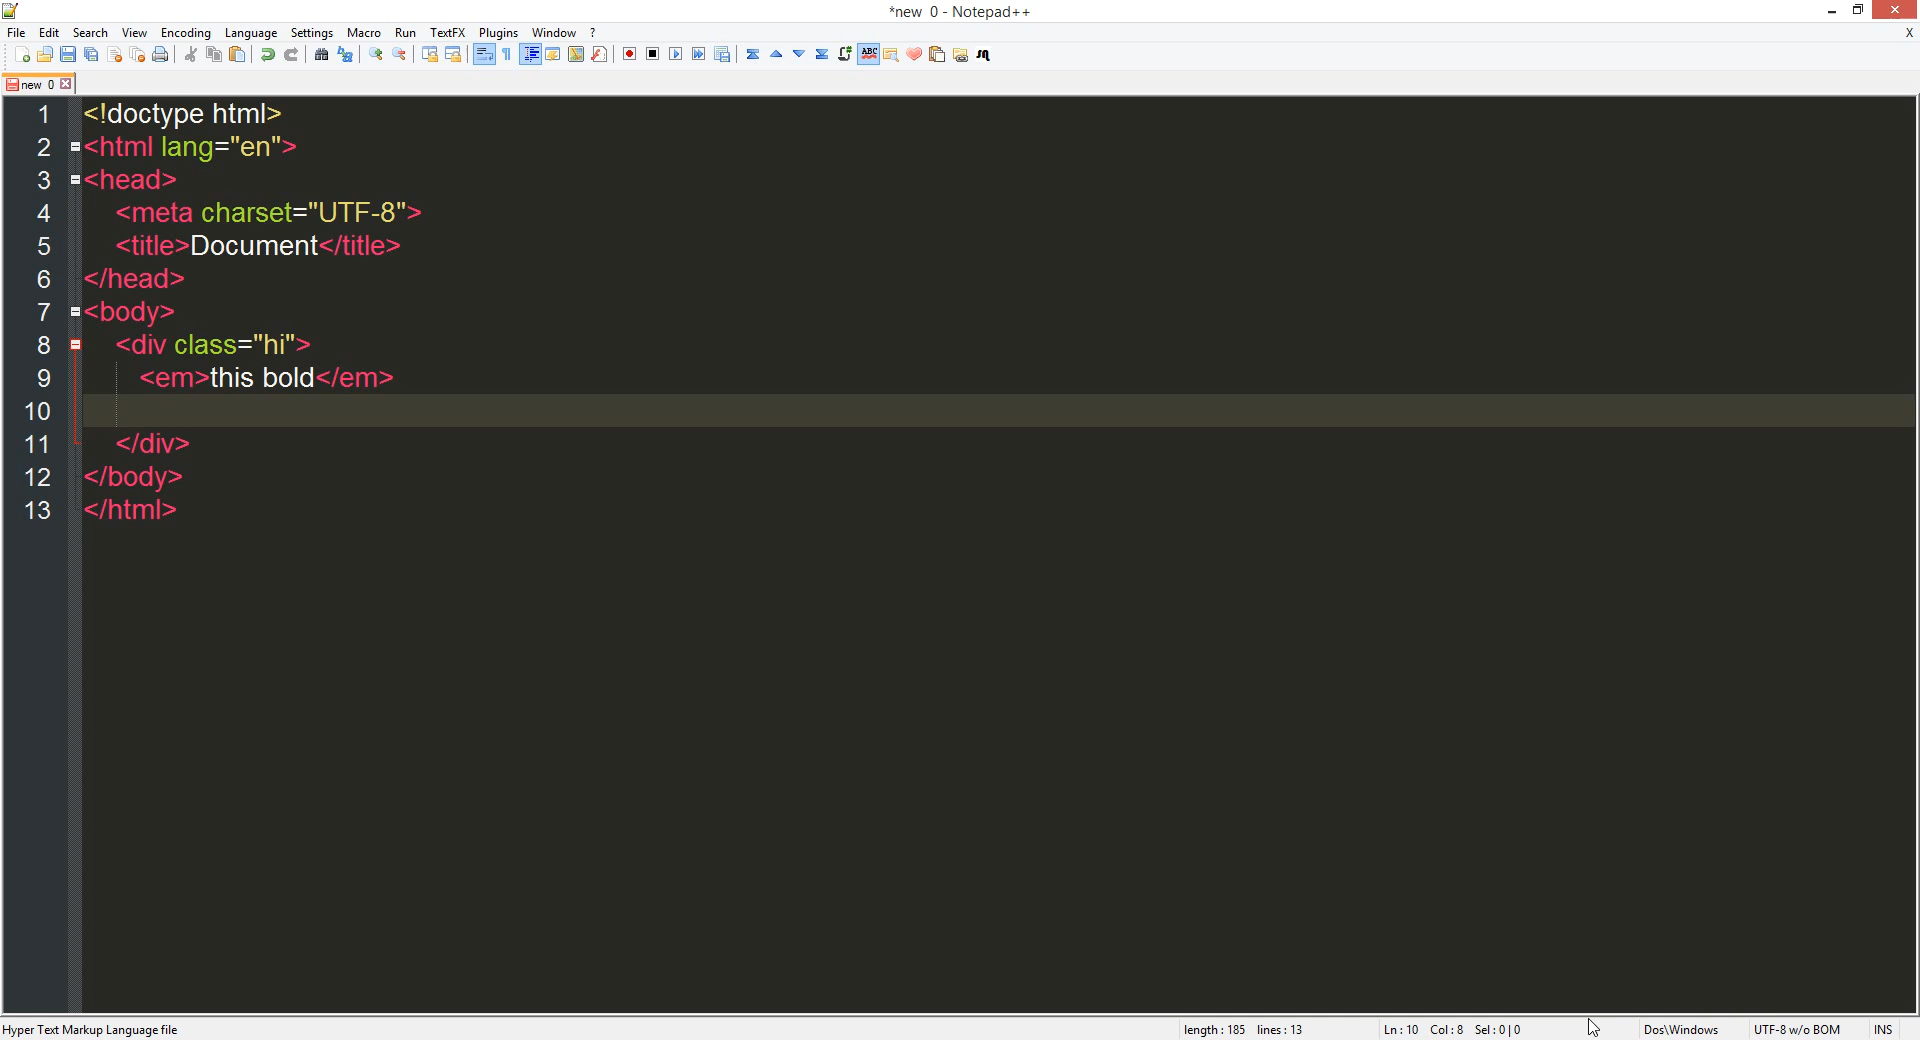 *new 0 - Notepad++
File Edit Search View Encoding Language Settings Macro Run TextFX Plugins Window ? X
ABC
new 0
1 <!doctype html>
2 <html lang="en">
3 <head>
4 <meta charset="UTF-8">
5 <title>Document</title>
6 </head>
7 <body>
8 <div class="hi">
9 <em>this bold</em>
10
11 </div>
12 </body>
13 </html>
Hyper Text Markup Language file length : 185 lines : 13 Ln : 10 Col : 8 Sel : 0 | 0 Dos\Windows UTF-8 w/o BOM INS